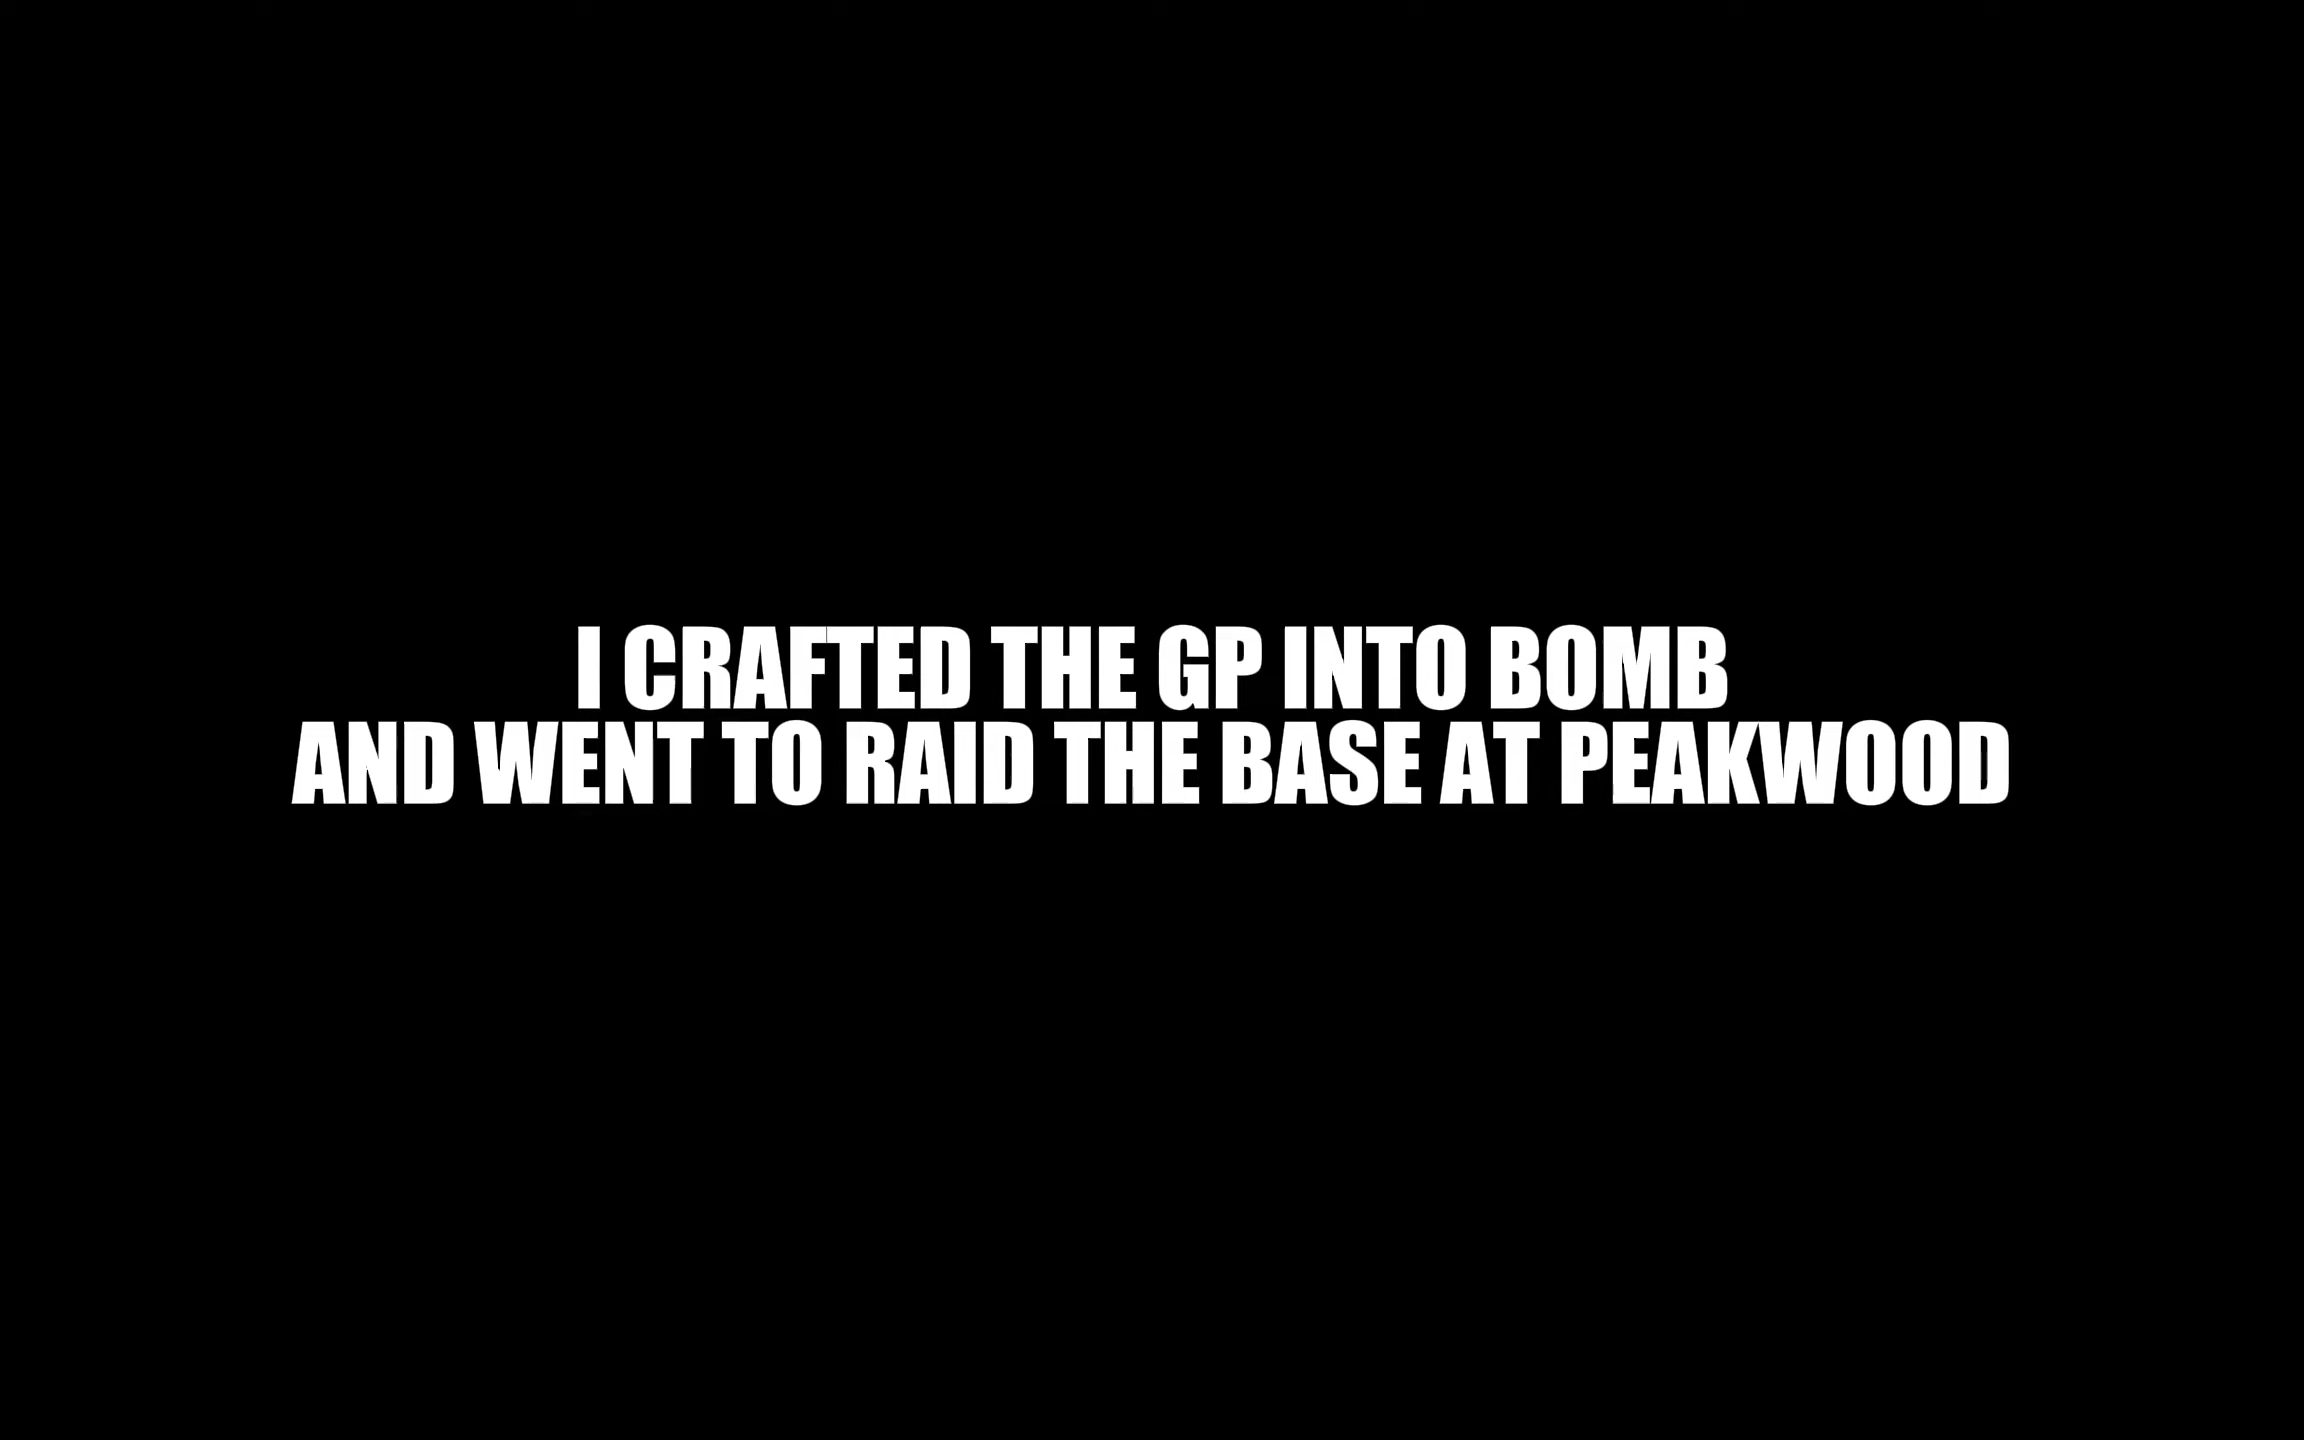 I CRAFTED THE GP INTO BOMB
AND WENT TO RAID THE BASE AT PEAKWOOD